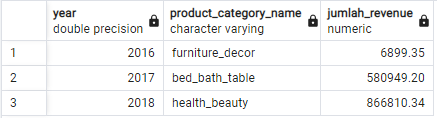 year product_category_name jumlah_revenue
double precision character varying numeric
1 2016 furniture_decor 6899.35
2 2017 bed_bath_table 580949.20
3 2018 health_beauty 866810.34